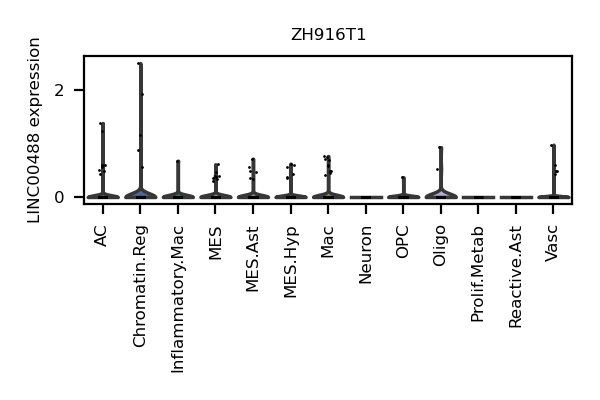 ZH916T1
LINC00488 expression
2
0
AC
Chromatin.Reg
Inflammatory.Mac
MES
MES.Ast
MES.Hyp
Mac
Neuron
OPC
Oligo
Prolif.Metab
Reactive.Ast
Vasc